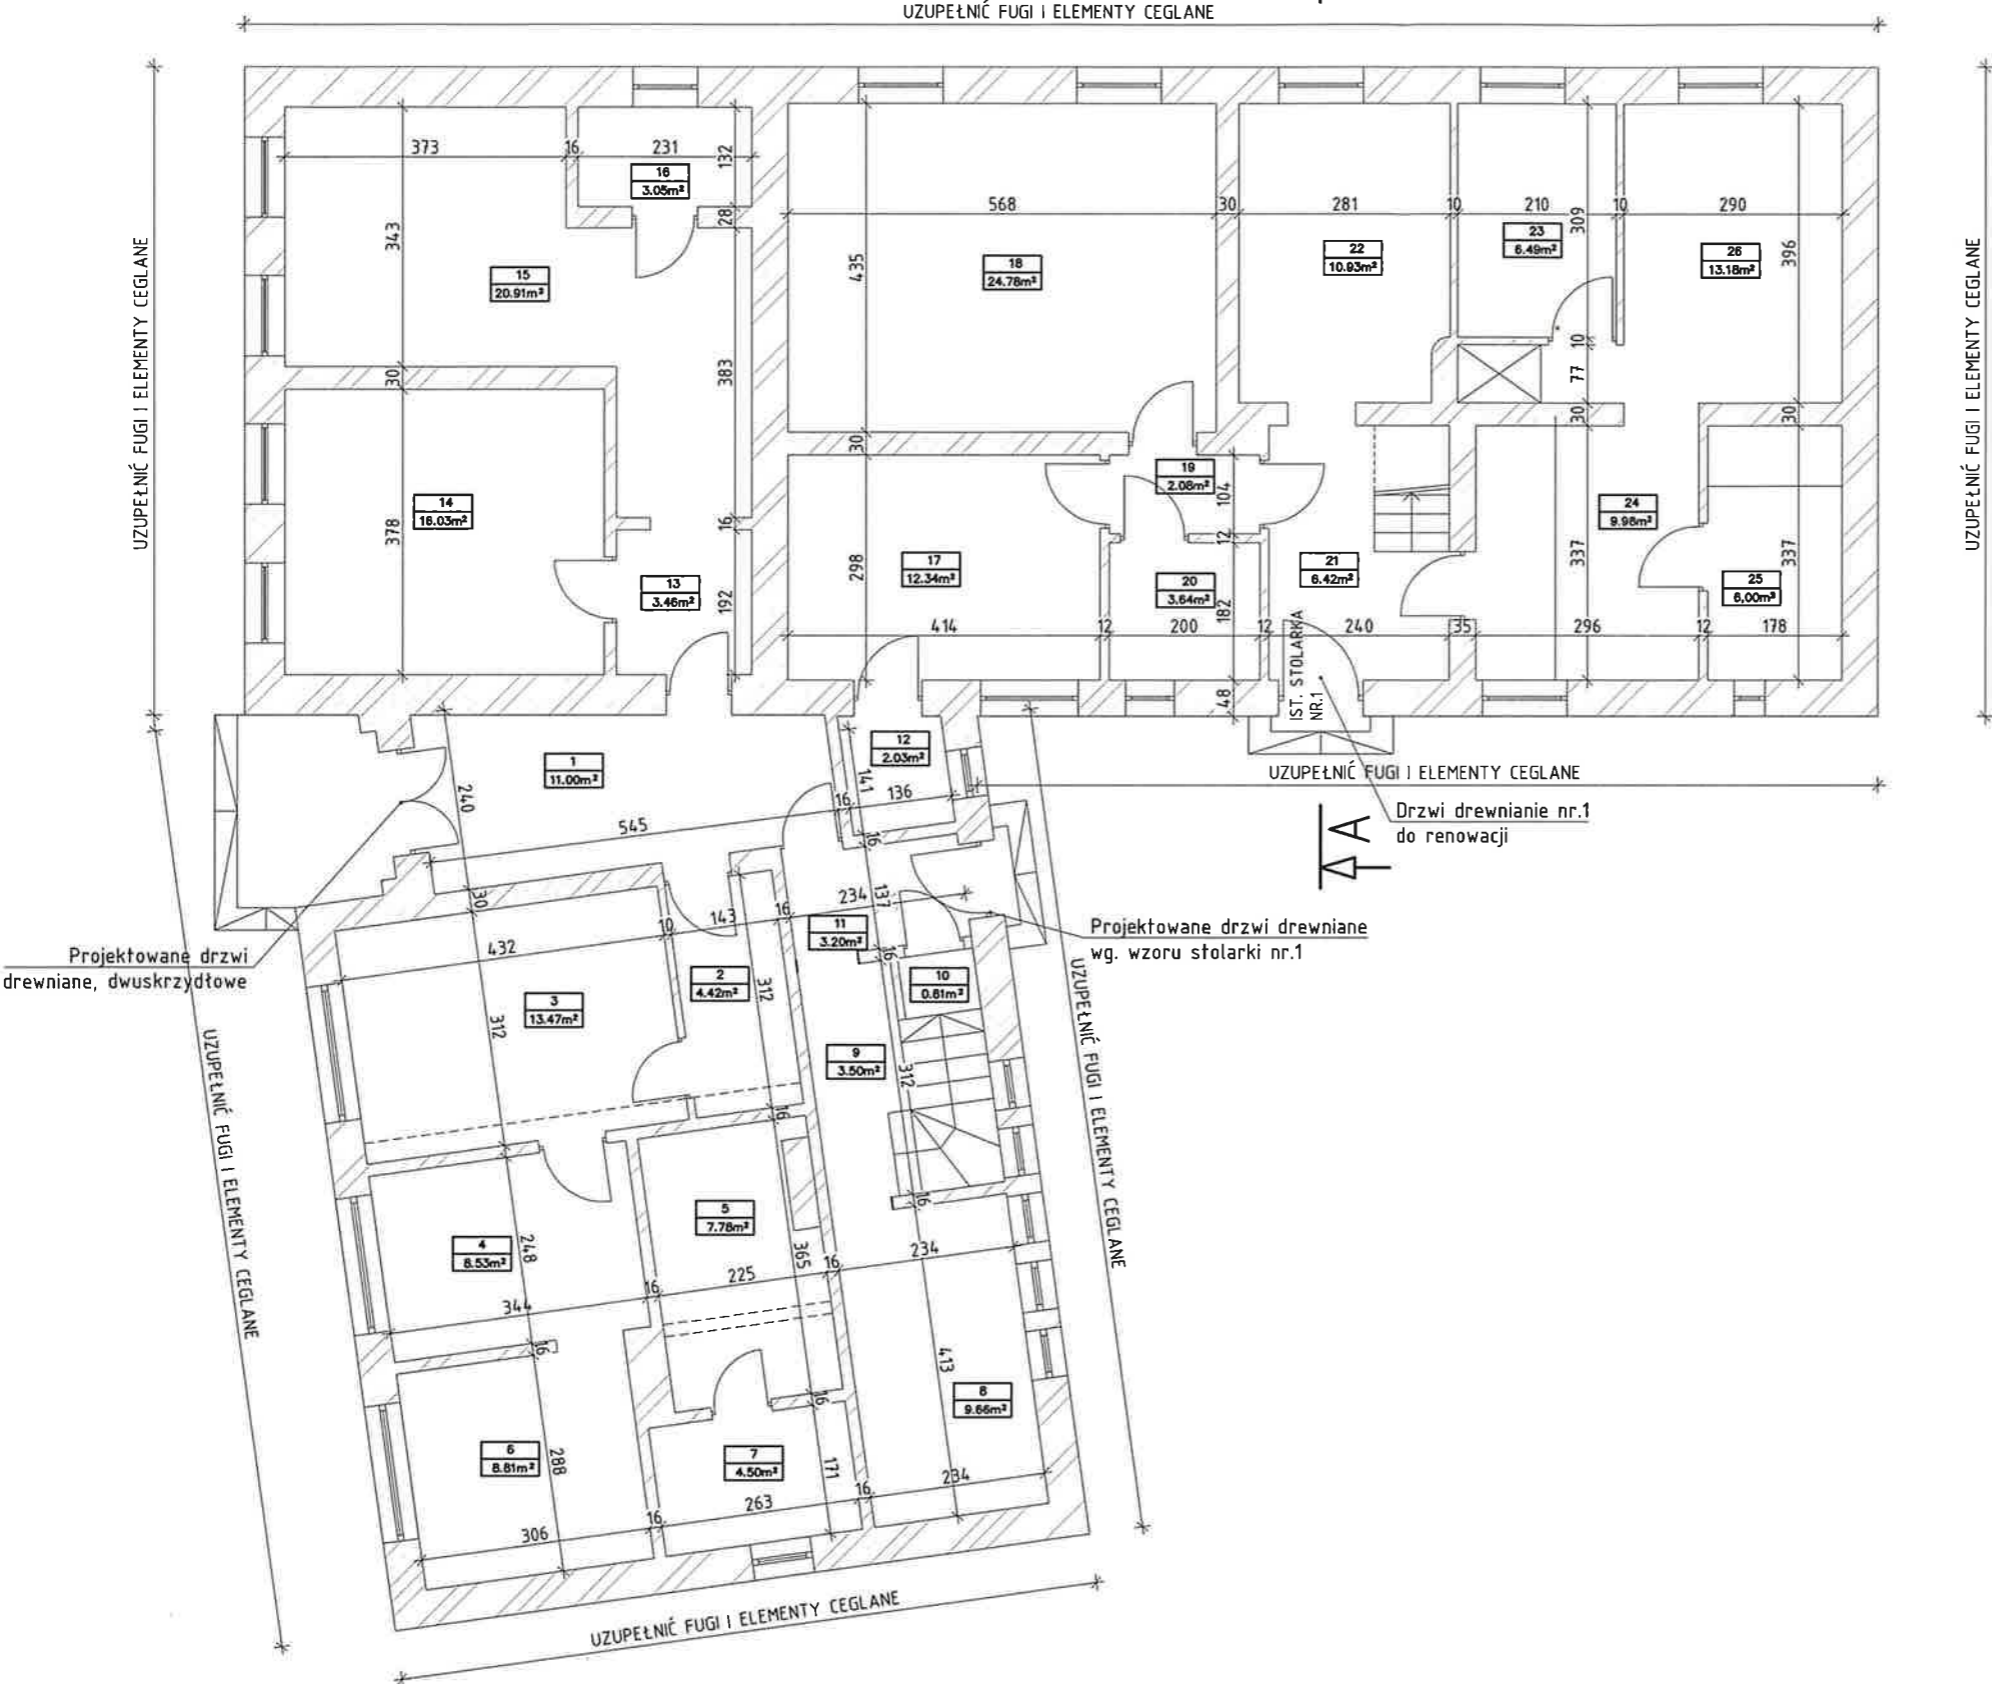 UZUPEŁNIĆ FUGI I ELEMENTY CEGLANE
UZUPEŁNIĆ FUGI I ELEMENTY CEGLANE
UZUPEŁNIĆ FUGI I ELEMENTY CEGLANE
373
16
231
132
16
3.05m²
28
343
15
20.91m²
383
30
14
16.03m²
378
16
13
3.46m²
192
568
30
281
10
210
309
10
290
435
18
24.78m²
22
10.93m²
23
6.49m²
26
13.18m²
396
10
77
30
30
30
19
2.08m²
104
12
298
17
12.34m²
20
3.64m²
182
21
6.42m²
24
9.98m²
337
25
6,00m²
337
414
12
200
12
240
35
296
12
178
48
IST. STOLARKA
NR.1
1
11.00m²
240
12
2.03m²
141
16
136
545
16
UZUPEŁNIĆ FUGI I ELEMENTY CEGLANE
Drzwi drewnianie nr.1
do renowacji
A
Projektowane drzwi
drewniane, dwuskrzydłowe
Projektowane drzwi drewniane
wg. wzoru stolarki nr.1
30
432
10
143
16
234
137
11
3.20m²
16
10
0.81m²
2
4.42m²
312
3
13.47m²
312
9
3.50m²
312
16
16
5
7.78m²
4
8.53m²
248
365
16
234
225
16
344
16
413
8
9.66m²
16
6
8.81m²
288
7
4.50m²
171
234
16
263
16
306
UZUPEŁNIĆ FUGI I ELEMENTY CEGLANE
UZUPEŁNIĆ FUGI I ELEMENTY CEGLANE
UZUPEŁNIĆ FUGI I ELEMENTY CEGLANE